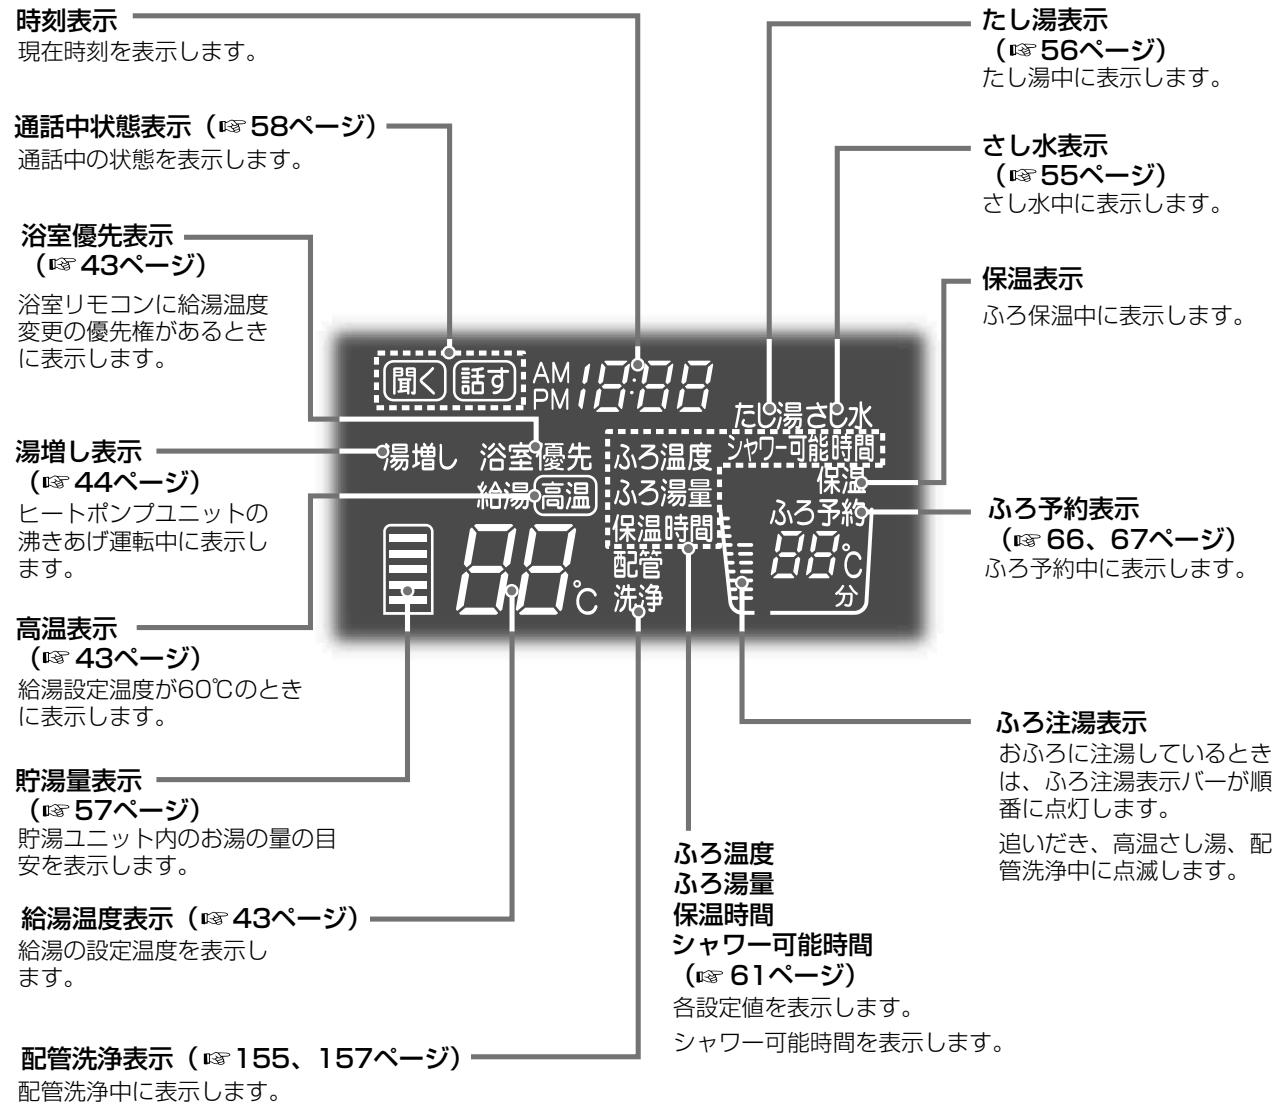 時刻表示
現在時刻を表示します。
通話中状態表示（☞58ページ）
通話中の状態を表示します。
浴室優先表示
（☞43ページ）
浴室リモコンに給湯温度
変更の優先権があるとき
に表示します。
湯増し表示
（☞44ページ）
ヒートポンプユニットの
沸きあげ運転中に表示し
ます。
高温表示
（☞43ページ）
給湯設定温度が60℃のとき
に表示します。
貯湯量表示
（☞57ページ）
貯湯ユニット内のお湯の量の目
安を表示します。
給湯温度表示（☞43ページ）
給湯の設定温度を表示し
ます。
配管洗浄表示（☞155、157ページ）
配管洗浄中に表示します。
聞く 話す AM 18:88
PM
たし湯 さし水
湯増し 浴室優先 ふろ温度 シャワー可能時間
保温
給湯 高温 ふろ湯量 ふろ予約
保温時間
88℃ 配管 88℃
洗浄 分
たし湯表示
（☞56ページ）
たし湯中に表示します。
さし水表示
（☞55ページ）
さし水中に表示します。
保温表示
ふろ保温中に表示します。
ふろ予約表示
（☞66、67ページ）
ふろ予約中に表示します。
ふろ注湯表示
おふろに注湯しているとき
は、ふろ注湯表示バーが順
番に点灯します。
追いだき、高温さし湯、配
管洗浄中に点滅します。
ふろ温度
ふろ湯量
保温時間
シャワー可能時間
（☞61ページ）
各設定値を表示します。
シャワー可能時間を表示します。